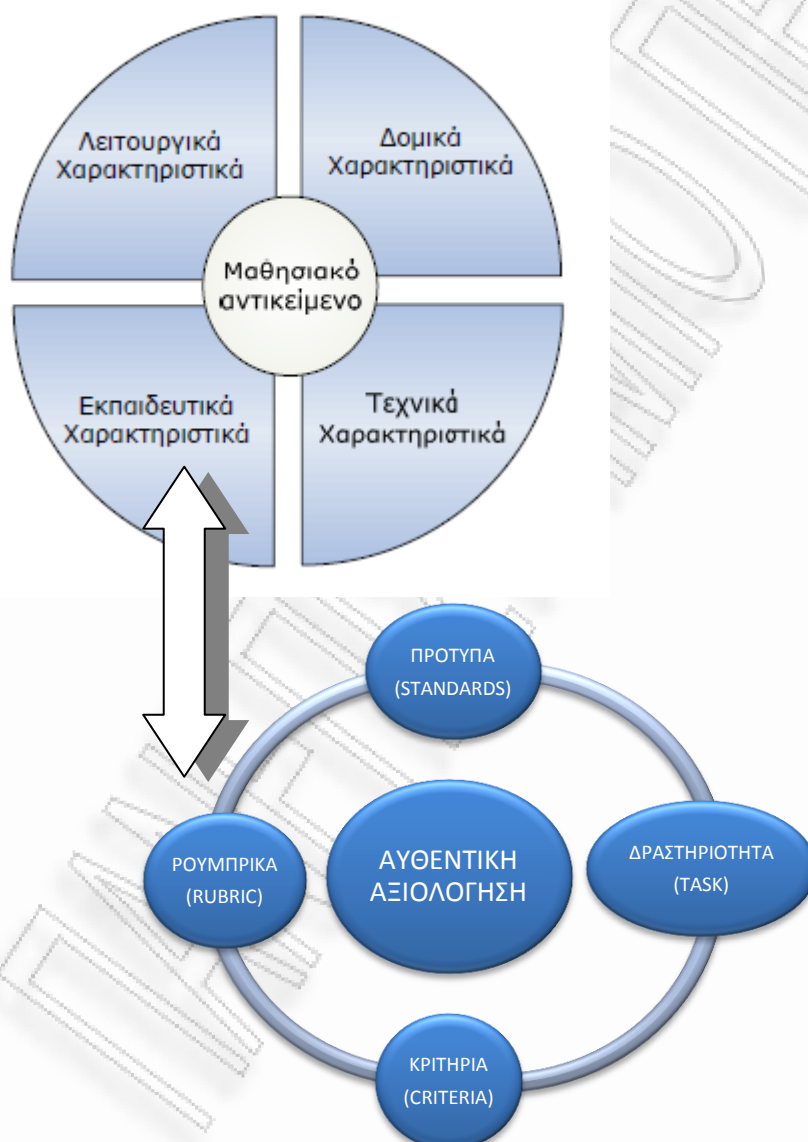 Λειτουργικά
Χαρακτηριστικά
Δομικά
Χαρακτηριστικά
Μαθησιακό
αντικείμενο
Εκπαιδευτικά
Χαρακτηριστικά
Τεχνικά
Χαρακτηριστικά
ΠΡΟΤΥΠΑ
(STANDARDS)
ΡΟΥΜΠΡΙΚΑ
(RUBRIC)
ΑΥΘΕΝΤΙΚΗ
ΑΞΙΟΛΟΓΗΣΗ
ΔΡΑΣΤΗΡΙΟΤΗΤΑ
(TASK)
ΚΡΙΤΗΡΙΑ
(CRITERIA)